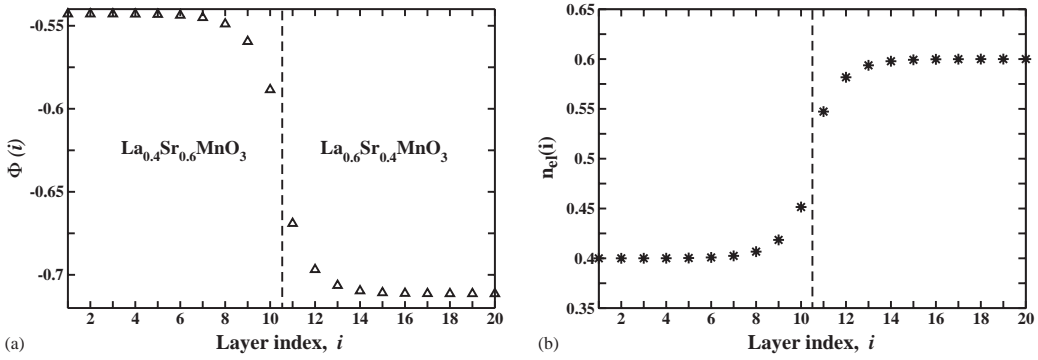 -0.55
-0.6
-0.65
-0.7
Φ (i)
La0.4Sr0.6MnO3
La0.6Sr0.4MnO3
2 4 6 8 10 12 14 16 18 20
Layer index, i
(a)
0.65
0.6
0.55
0.5
0.45
0.4
0.35
nel(i)
2 4 6 8 10 12 14 16 18 20
Layer index, i
(b)